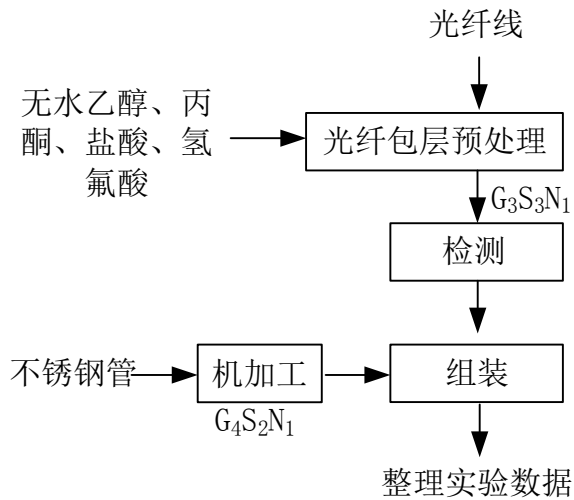 光纤线
无水乙醇、丙
酮、盐酸、氢
氟酸
光纤包层预处理
G₃S₃N₁
检测
不锈钢管
机加工
组装
G₄S₂N₁
整理实验数据